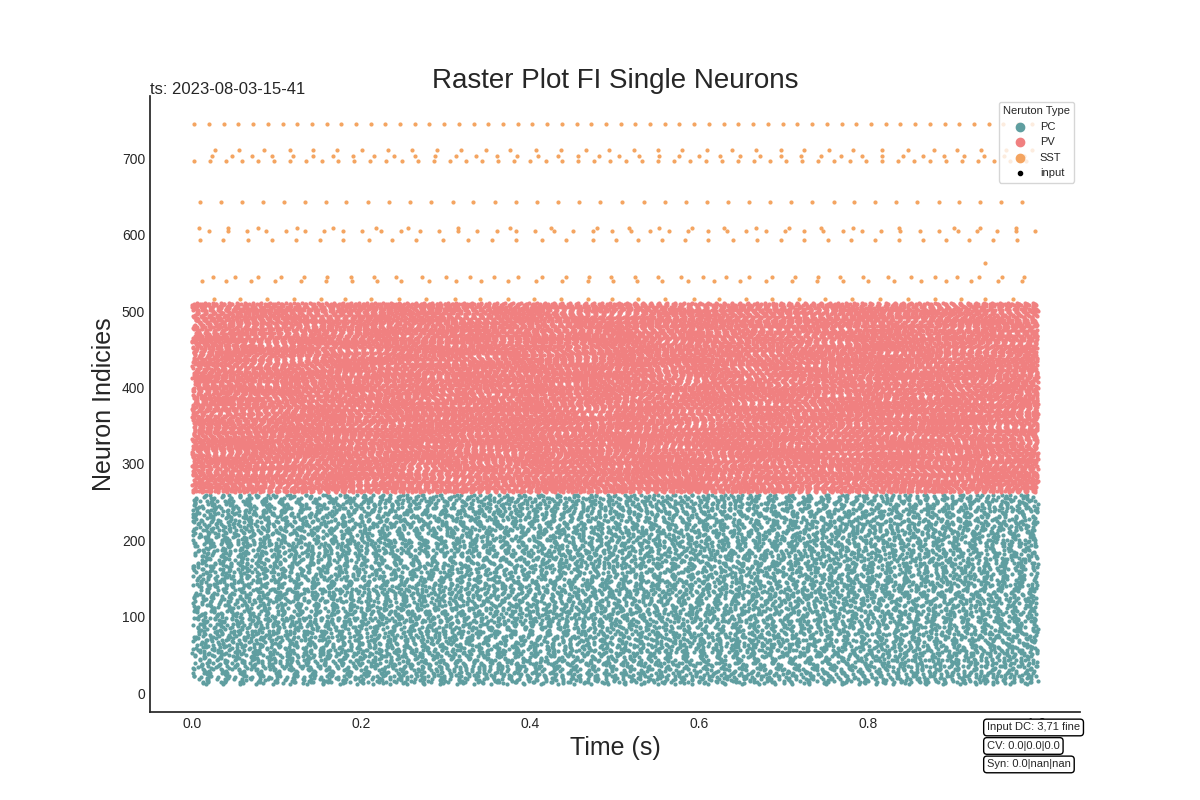 Raster Plot FI Single Neurons
ts: 2023-08-03-15-41
Neruton Type
PC
PV
SST
input
700
600
500
400
300
200
100
0
Neuron Indicies
0.0 0.2 0.4 0.6 0.8
Time (s)
Input DC: 3,71 fine
CV: 0.0|0.0|0.0
Syn: 0.0|nan|nan